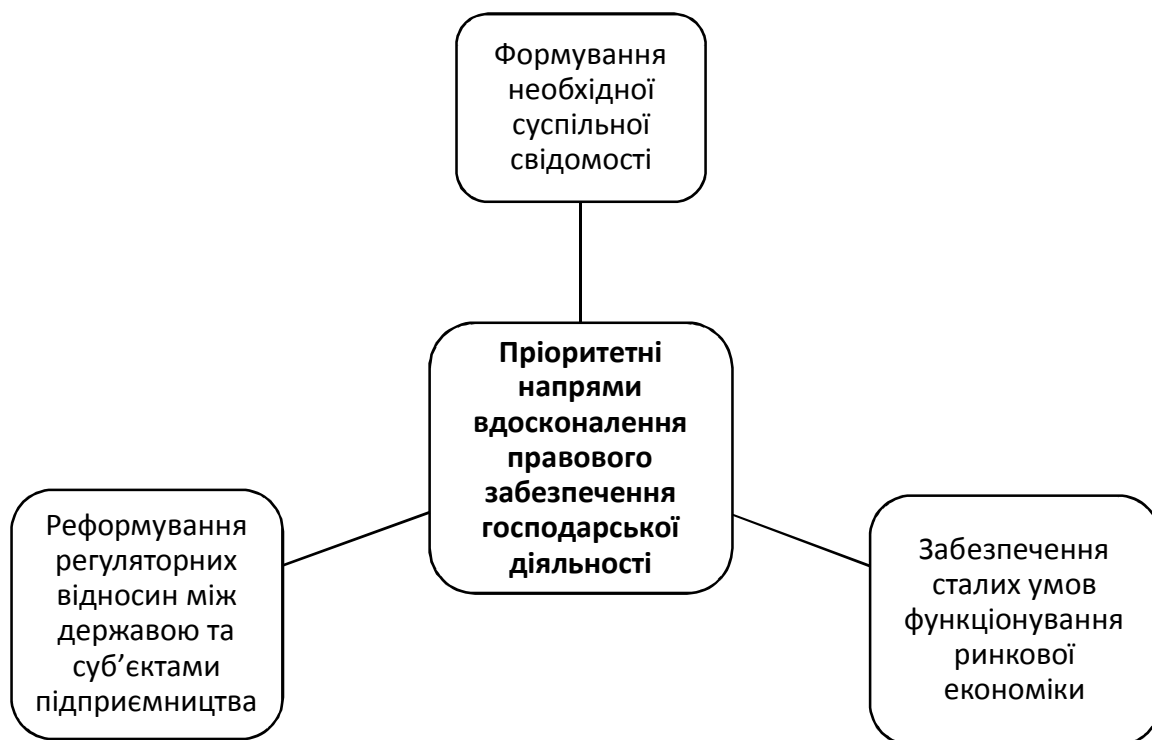 Формування
необхідної
суспільної
свідомості
Пріоритетні
напрями
вдосконалення
правового
забезпечення
господарської
діяльності
Реформування
регуляторних
відносин між
державою та
суб’єктами
підприємництва
Забезпечення
сталих умов
функціонування
ринкової
економіки